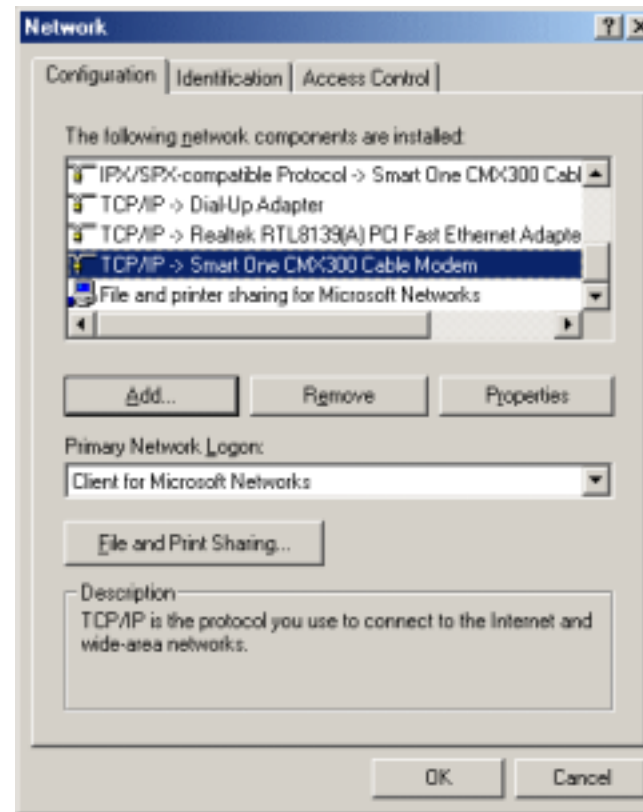 Network
Configuration Identification Access Control
The following network components are installed:
IPX/SPX-compatible Protocol -> Smart One CMX300 Cabl
TCP/IP -> Dial-Up Adapter
TCP/IP -> Realtek RTL8139(A) PCI Fast Ethernet Adapte
TCP/IP -> Smart One CMX300 Cable Modem
File and printer sharing for Microsoft Networks
Add... Remove Properties
Primary Network Logon:
Client for Microsoft Networks
File and Print Sharing...
Description
TCP/IP is the protocol you use to connect to the Internet and
wide-area networks.
OK Cancel